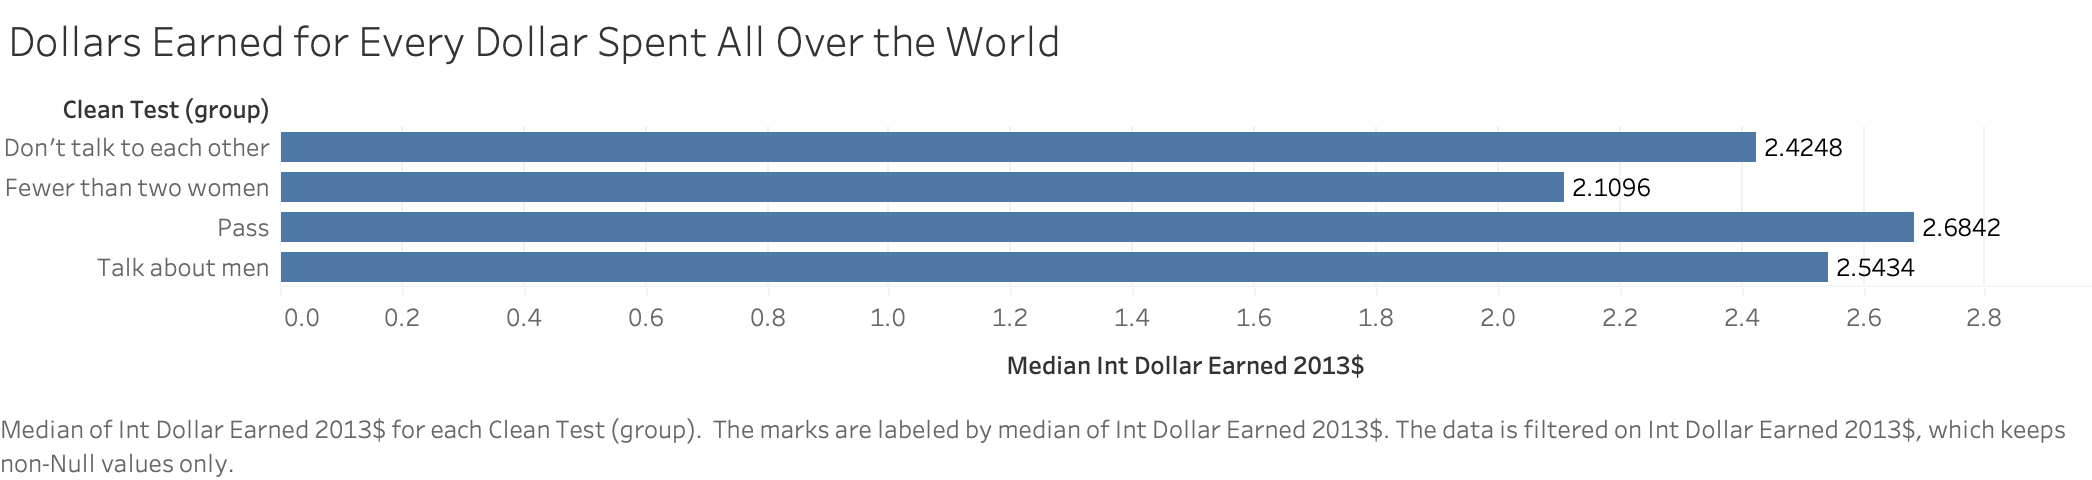 Dollars Earned for Every Dollar Spent All Over the World
Clean Test (group)
Don't talk to each other 2.4248
Fewer than two women 2.1096
Pass 2.6842
Talk about men 2.5434
0.0 0.2 0.4 0.6 0.8 1.0 1.2 1.4 1.6 1.8 2.0 2.2 2.4 2.6 2.8
Median Int Dollar Earned 2013$
Median of Int Dollar Earned 2013$ for each Clean Test (group).  The marks are labeled by median of Int Dollar Earned 2013$. The data is filtered on Int Dollar Earned 2013$, which keeps
non-Null values only.